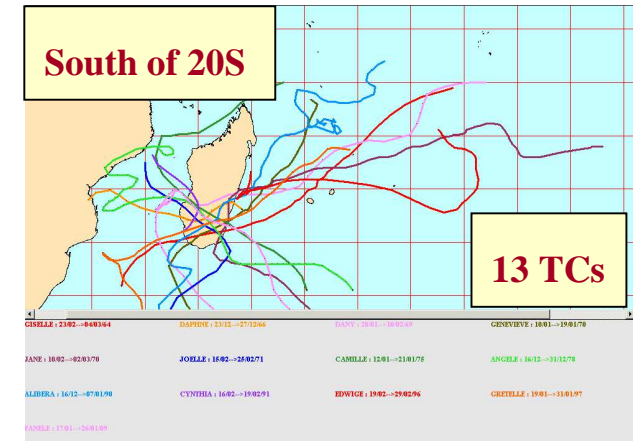 South of 20S
13 TCs
GISELLE : 23/02-->04/03/64 DAPHNE : 23/12-->27/12/66 DANY : 20/01-->10/02/69 GENEVIEVE : 10/01-->19/01/70
JANE : 10/02-->02/03/70 JOELLE : 15/02-->25/02/71 CAMILLE : 12/01-->21/01/75 ANGELE : 16/12-->31/12/78
ALIBERA : 16/12-->07/01/90 CYNTHIA : 16/02-->19/02/91 EDWIGE : 19/02-->29/02/96 GRETELLE : 19/01-->31/01/97
FANELE : 17/01-->26/01/09